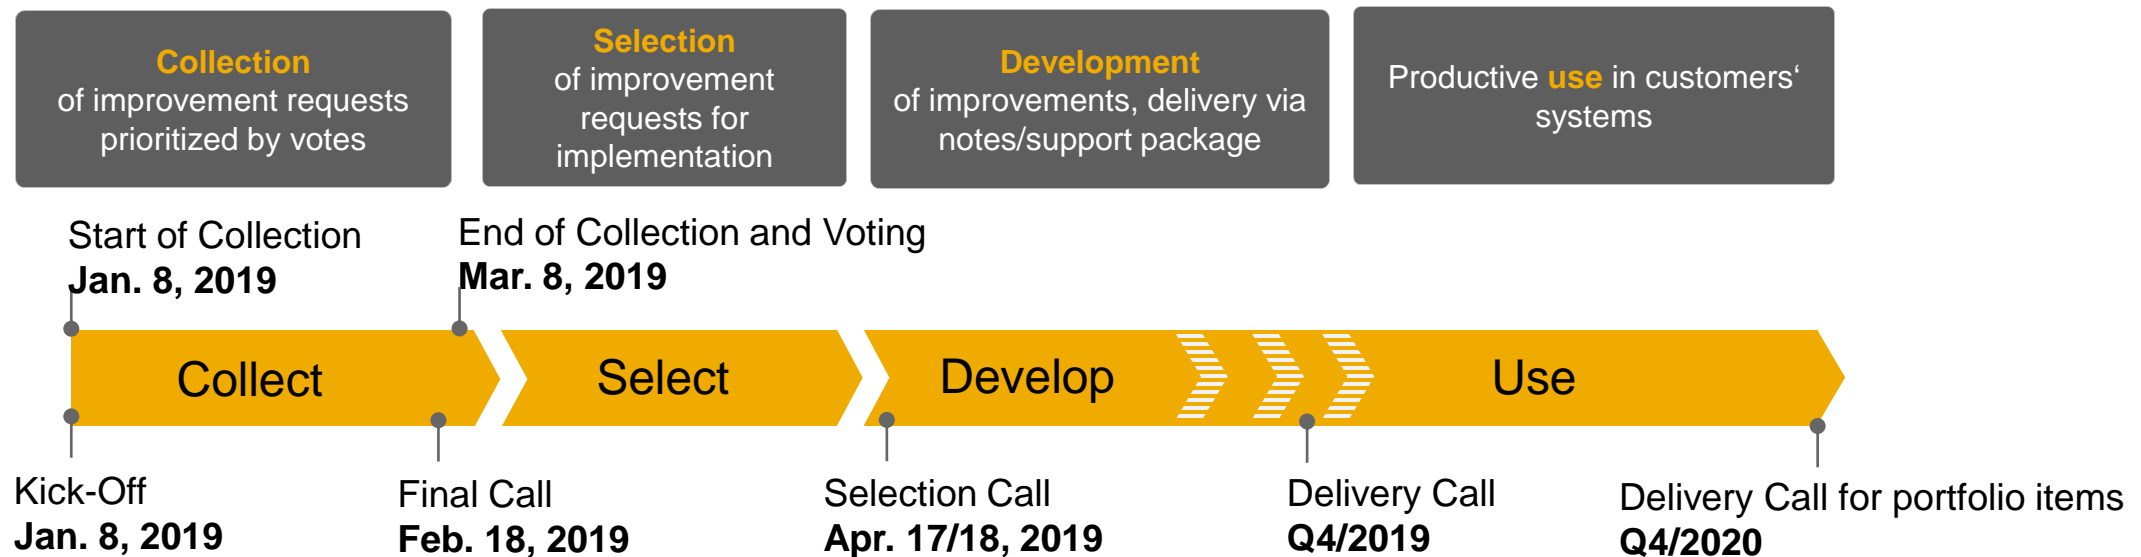 Collection
of improvement requests
prioritized by votes
Selection
of improvement
requests for
implementation
Development
of improvements, delivery via
notes/support package
Productive use in customers‘
systems
Start of Collection
Jan. 8, 2019
End of Collection and Voting
Mar. 8, 2019
Collect
Select
Develop
Use
Kick-Off
Jan. 8, 2019
Final Call
Feb. 18, 2019
Selection Call
Apr. 17/18, 2019
Delivery Call
Q4/2019
Delivery Call for portfolio items
Q4/2020